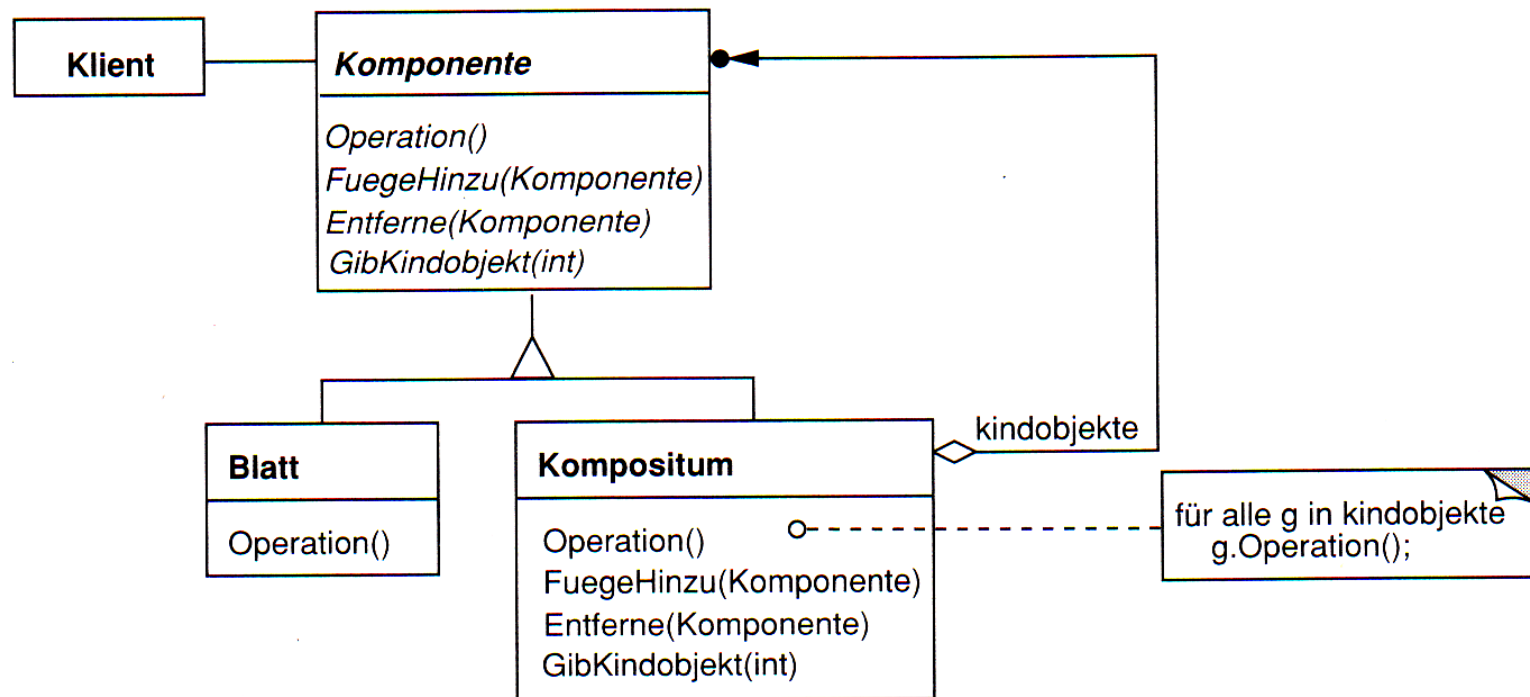 Klient
Komponente
Operation()
FuegeHinzu(Komponente)
Entferne(Komponente)
GibKindobjekt(int)
Blatt
Operation()
Kompositum
Operation()
FuegeHinzu(Komponente)
Entferne(Komponente)
GibKindobjekt(int)
kindobjekte
für alle g in kindobjekte
g.Operation();